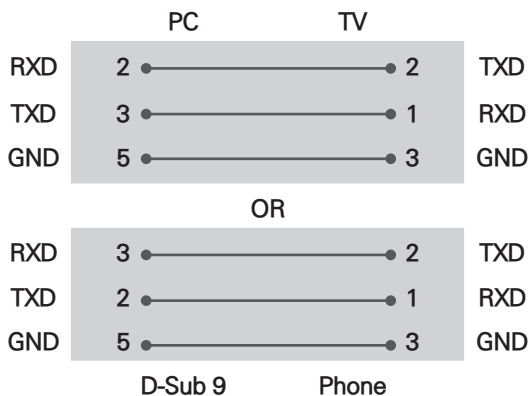 PC TV
RXD 2 2 TXD
TXD 3 1 RXD
GND 5 3 GND
OR
RXD 3 2 TXD
TXD 2 1 RXD
GND 5 3 GND
D-Sub 9 Phone